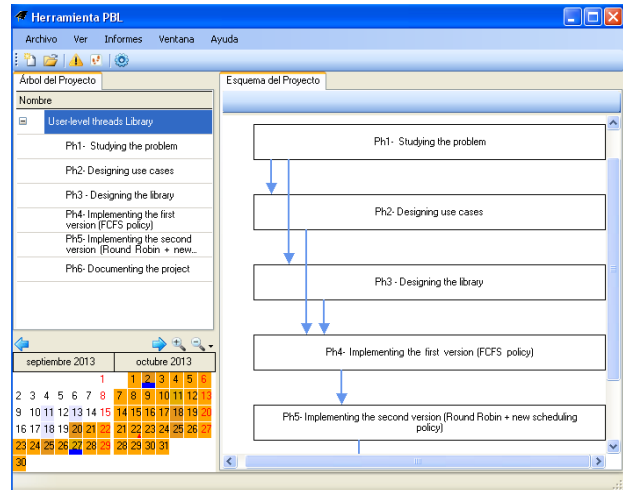 Herramienta PBL
Archivo Ver Informes Ventana Ayuda
Árbol del Proyecto
Nombre
User-level threads Library
Ph1- Studying the problem
Ph2- Designing use cases
Ph3 - Designing the library
Ph4- Implementing the first
version (FCFS policy)
Ph5- Implementing the second
version (Round Robin + new...
Ph6- Documenting the project
septiembre 2013 octubre 2013
1 1 2 3 4 5 6
2 3 4 5 6 7 8 7 8 9 10 11 12 13
9 10 11 12 13 14 15 14 15 16 17 18 19 20
16 17 18 19 20 21 22 21 22 23 24 25 26 27
23 24 25 26 27 28 29 28 29 30 31
30
Esquema del Proyecto
Ph1- Studying the problem
Ph2- Designing use cases
Ph3 - Designing the library
Ph4- Implementing the first version (FCFS policy)
Ph5- Implementing the second version (Round Robin + new scheduling
policy)